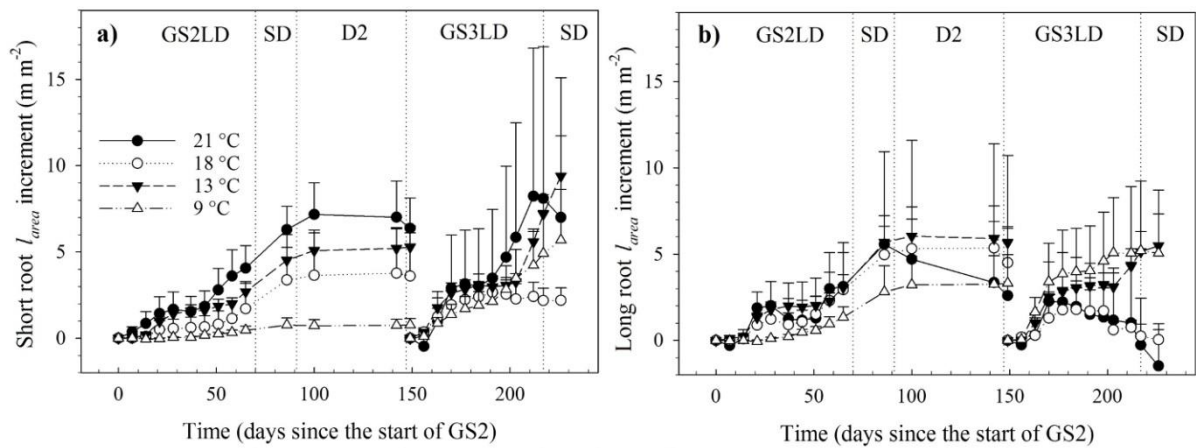 a) GS2LD SD D2 GS3LD SD
Short root l_area increment (m m⁻²)
15
10
5
0
21 °C
18 °C
13 °C
9 °C
0 50 100 150 200
Time (days since the start of GS2)
b) GS2LD SD D2 GS3LD SD
Long root l_area increment (m m⁻²)
15
10
5
0
0 50 100 150 200
Time (days since the start of GS2)